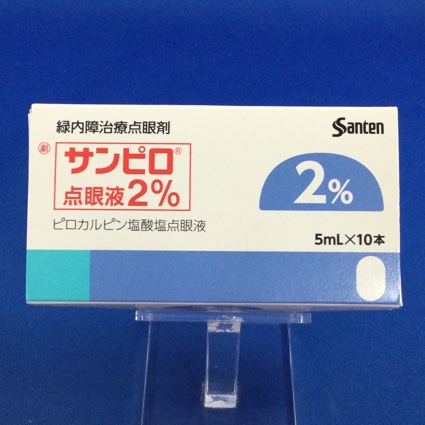 緑内障治療点眼剤
Santen
劇
サンピロ®
点眼液2%
ピロカルピン塩酸塩点眼液
2%
5mL×10本